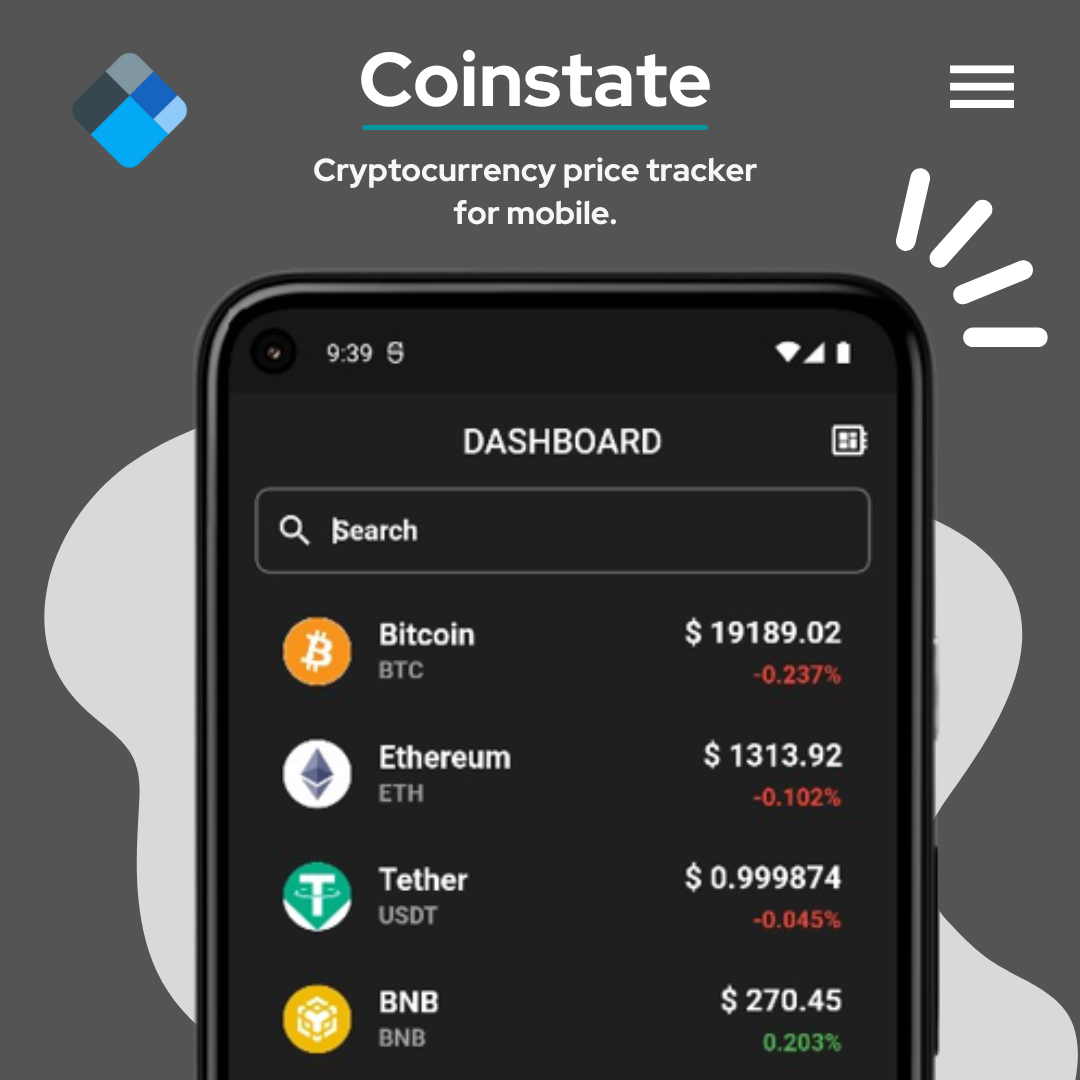 Coinstate
Cryptocurrency price tracker
for mobile.
9:39
DASHBOARD
Search
Bitcoin $ 19189.02
BTC -0.237%
Ethereum $ 1313.92
ETH -0.102%
Tether $ 0.999874
USDT -0.045%
BNB $ 270.45
BNB 0.203%